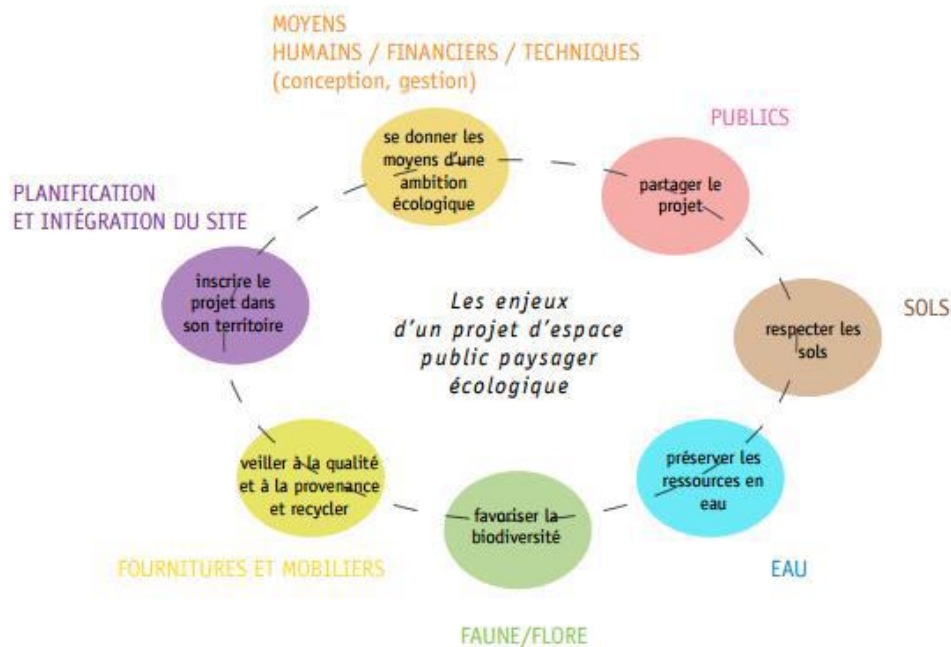 MOYENS
HUMAINS / FINANCIERS / TECHNIQUES
(conception, gestion)
se donner les
moyens d'une
ambition
écologique
PUBLICS
partager le
projet
PLANIFICATION
ET INTÉGRATION DU SITE
inscrire le
projet dans
son territoire
Les enjeux
d'un projet d'espace
public paysager
écologique
SOLS
respecter les
sols
veiller à la qualité
et à la provenance
et recycler
FOURNITURES ET MOBILIERS
favoriser la
biodiversité
FAUNE/FLORE
préserver les
ressources en
eau
EAU